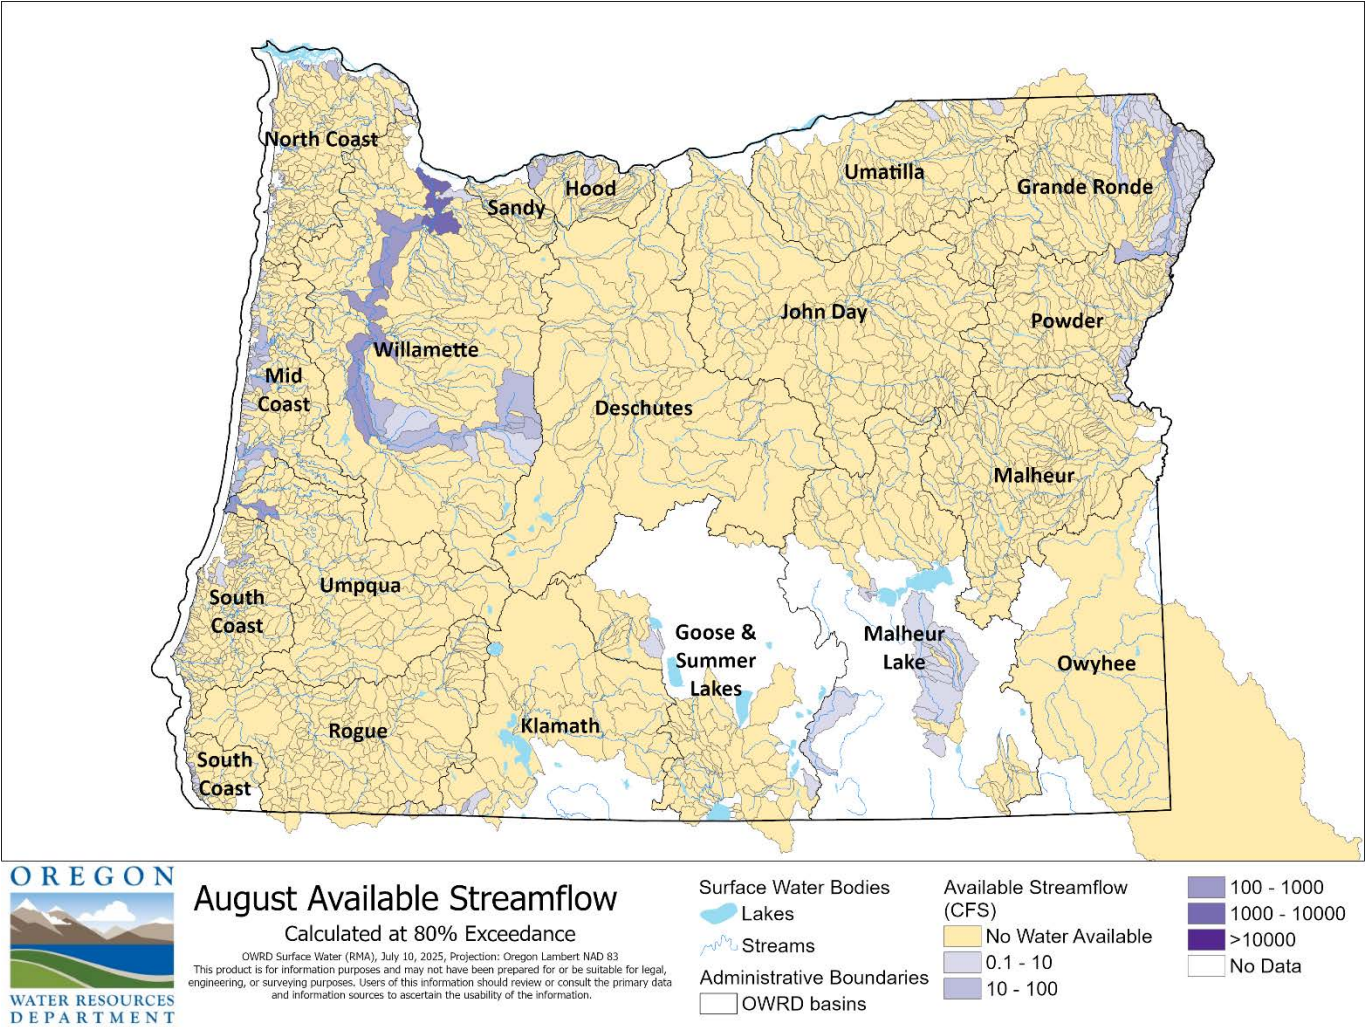 North Coast
Hood
Sandy
Umatilla
Grande Ronde
John Day
Powder
Willamette
Mid
Coast
Deschutes
Malheur
Umpqua
South
Coast
Goose &
Summer
Lakes
Malheur
Lake
Owyhee
Klamath
Rogue
South
Coast
OREGON
WATER RESOURCES
DEPARTMENT
August Available Streamflow
Calculated at 80% Exceedance
OWRD Surface Water (RMA), July 10, 2025, Projection: Oregon Lambert NAD 83
This product is for information purposes and may not have been prepared for or be suitable for legal,
engineering, or surveying purposes. Users of this information should review or consult the primary data
and information sources to ascertain the usability of the information.
Surface Water Bodies
Lakes
Streams
Administrative Boundaries
OWRD basins
Available Streamflow
(CFS)
No Water Available
0.1 - 10
10 - 100
100 - 1000
1000 - 10000
>10000
No Data